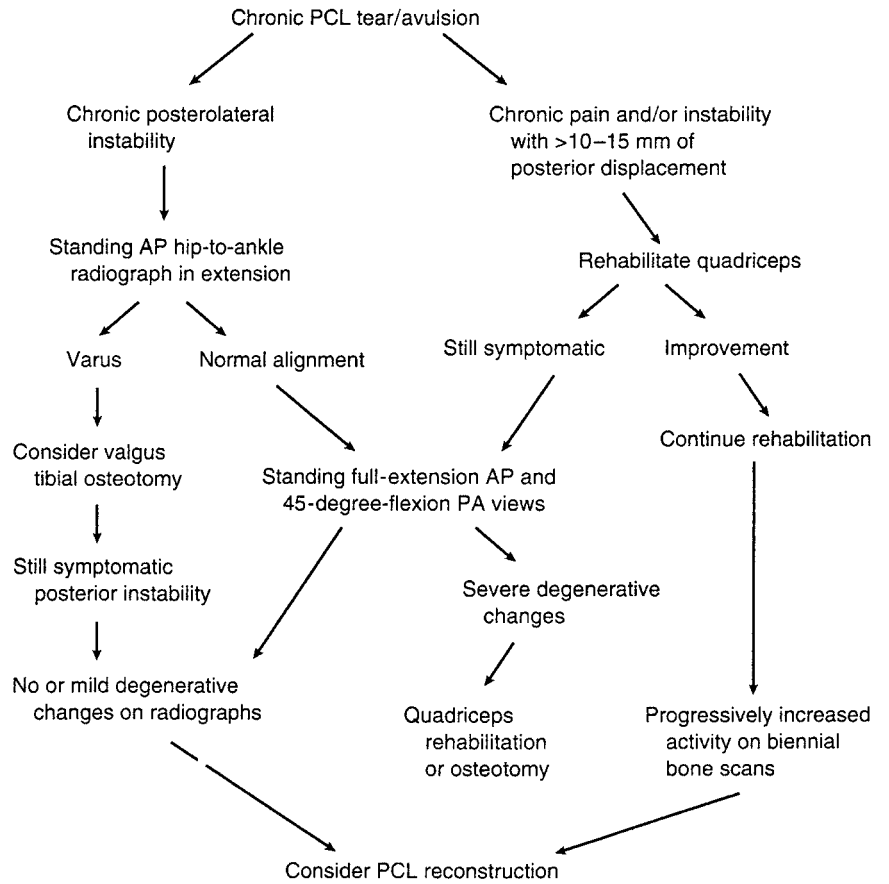 Chronic PCL tear/avulsion
Chronic posterolateral
instability
Chronic pain and/or instability
with >10–15 mm of
posterior displacement
Standing AP hip-to-ankle
radiograph in extension
Rehabilitate quadriceps
Varus
Normal alignment
Still symptomatic
Improvement
Consider valgus
tibial osteotomy
Standing full-extension AP and
45-degree-flexion PA views
Continue rehabilitation
Still symptomatic
posterior instability
Severe degenerative
changes
No or mild degenerative
changes on radiographs
Quadriceps
rehabilitation
or osteotomy
Progressively increased
activity on biennial
bone scans
Consider PCL reconstruction